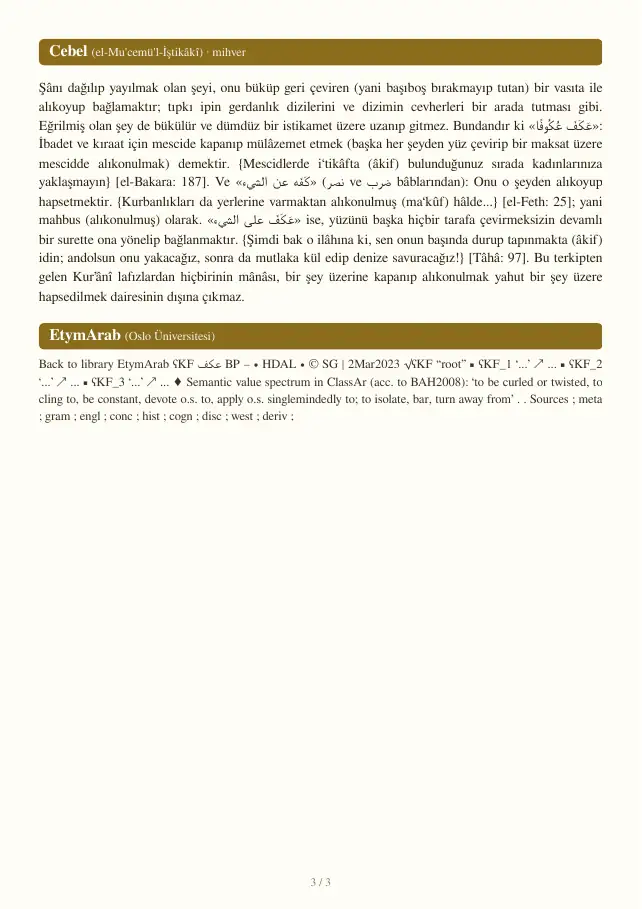 Cebel (el-Mu'cemü'l-İştikâkî) · mihver
Şânı dağılıp yayılmak olan şeyi, onu büküp geri çeviren (yani başıboş bırakmayıp tutan) bir vasıta ile
alıkoyup bağlamaktır; tıpkı ipin gerdanlık dizilerini ve dizimin cevherleri bir arada tutması gibi.
Eğrilmiş olan şey de bükülür ve dümdüz bir istikamet üzere uzanıp gitmez. Bundandır ki «عَكَفَ عُكُوفًا»:
İbadet ve kıraat için mescide kapanıp mülâzemet etmek (başka her şeyden yüz çevirip bir maksat üzere
mescidde alıkonulmak) demektir. {Mescidlerde i‘tikâfta (âkif) bulunduğunuz sırada kadınlarınıza
yaklaşmayın} [el-Bakara: 187]. Ve «كَفَه عن الشيء» (نصر ve ضرب bâblarından): Onu o şeyden alıkoyup
hapsetmektir. {Kurbanlıkları da yerlerine varmaktan alıkonulmuş (ma‘kûf) hâlde...} [el-Feth: 25]; yani
mahbus (alıkonulmuş) olarak. «عَكَفَ على الشيء» ise, yüzünü başka hiçbir tarafa çevirmeksizin devamlı
bir surette ona yönelip bağlanmaktır. {Şimdi bak o ilâhına ki, sen onun başında durup tapınmakta (âkif)
idin; andolsun onu yakacağız, sonra da mutlaka kül edip denize savuracağız!} [Tâhâ: 97]. Bu terkipten
gelen Kur'ânî lafızlardan hiçbirinin mânâsı, bir şey üzerine kapanıp alıkonulmak yahut bir şey üzere
hapsedilmek dairesinin dışına çıkmaz.
EtymArab (Oslo Üniversitesi)
Back to library EtymArab ʕKF عكف BP – • HDAL • © SG | 2Mar2023 √ʕKF “root” ▪ ʕKF_1 ‘...’ ↗ ... ▪ ʕKF_2
‘...’ ↗ ... ▪ ʕKF_3 ‘...’ ↗ ... ♦ Semantic value spectrum in ClassAr (acc. to BAH2008): ‘to be curled or twisted, to
cling to, be constant, devote o.s. to, apply o.s. singlemindedly to; to isolate, bar, turn away from’ . . Sources ; meta
; gram ; engl ; conc ; hist ; cogn ; disc ; west ; deriv ;
3 / 3